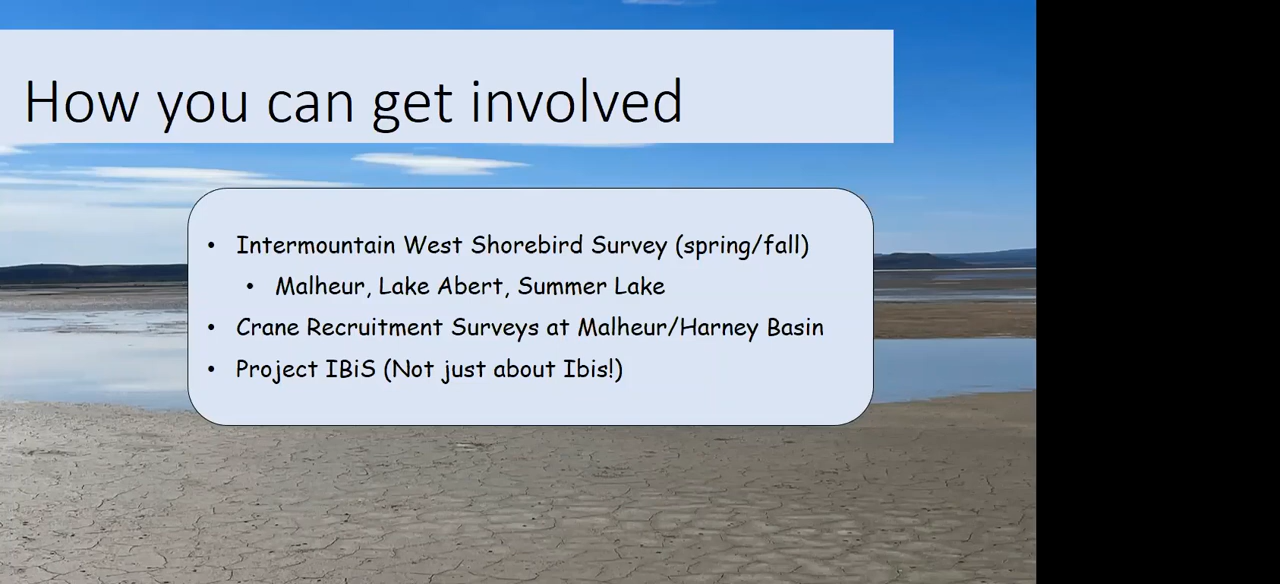 How you can get involved
• Intermountain West Shorebird Survey (spring/fall)
• Malheur, Lake Abert, Summer Lake
• Crane Recruitment Surveys at Malheur/Harney Basin
• Project IBiS (Not just about Ibis!)